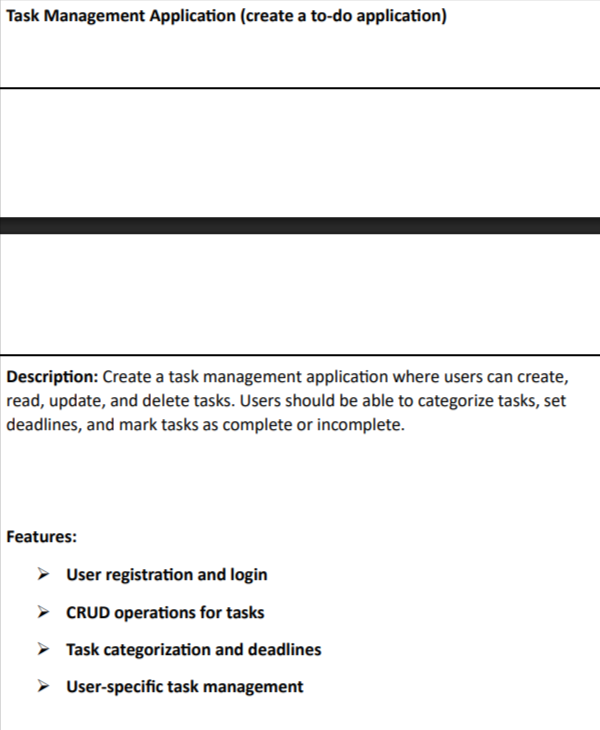 Task Management Application (create a to-do application)
Description: Create a task management application where users can create,
read, update, and delete tasks. Users should be able to categorize tasks, set
deadlines, and mark tasks as complete or incomplete.
Features:
➢ User registration and login
➢ CRUD operations for tasks
➢ Task categorization and deadlines
➢ User-specific task management